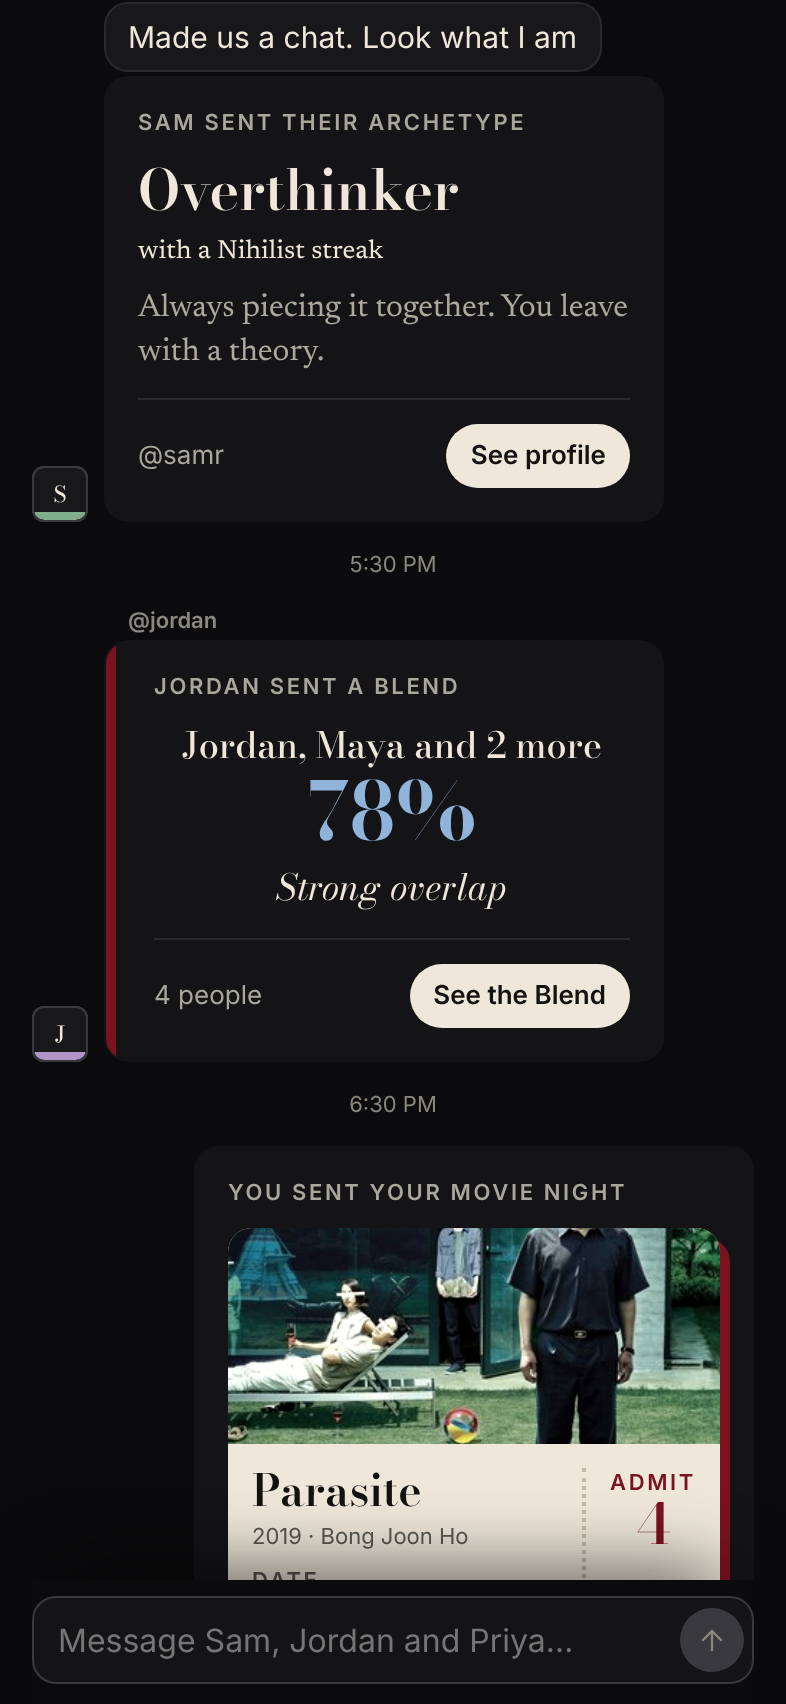 Made us a chat. Look what I am
SAM SENT THEIR ARCHETYPE
Overthinker
with a Nihilist streak
Always piecing it together. You leave
with a theory.
@samr
See profile
S
5:30 PM
@jordan
JORDAN SENT A BLEND
Jordan, Maya and 2 more
78%
Strong overlap
4 people
See the Blend
J
6:30 PM
YOU SENT YOUR MOVIE NIGHT
Parasite
2019 · Bong Joon Ho
ADMIT
4
DATE
Message Sam, Jordan and Priya...